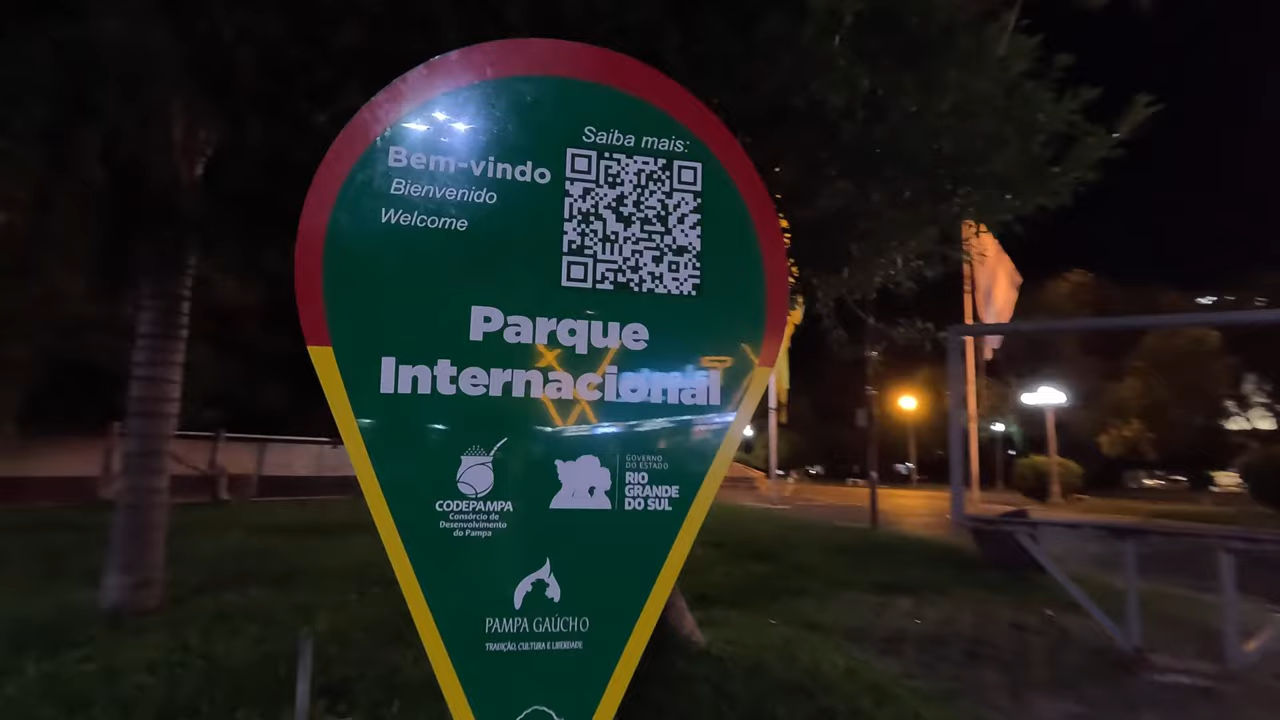 Saiba mais:
Bem-vindo
Bienvenido
Welcome
Parque
Internacional
CODEPAMPA
Consórcio de
Desenvolvimento
do Pampa
GOVERNO
DO ESTADO
RIO
GRANDE
DO SUL
PAMPA GAÚCHO
TRADIÇÃO, CULTURA E LIBERDADE